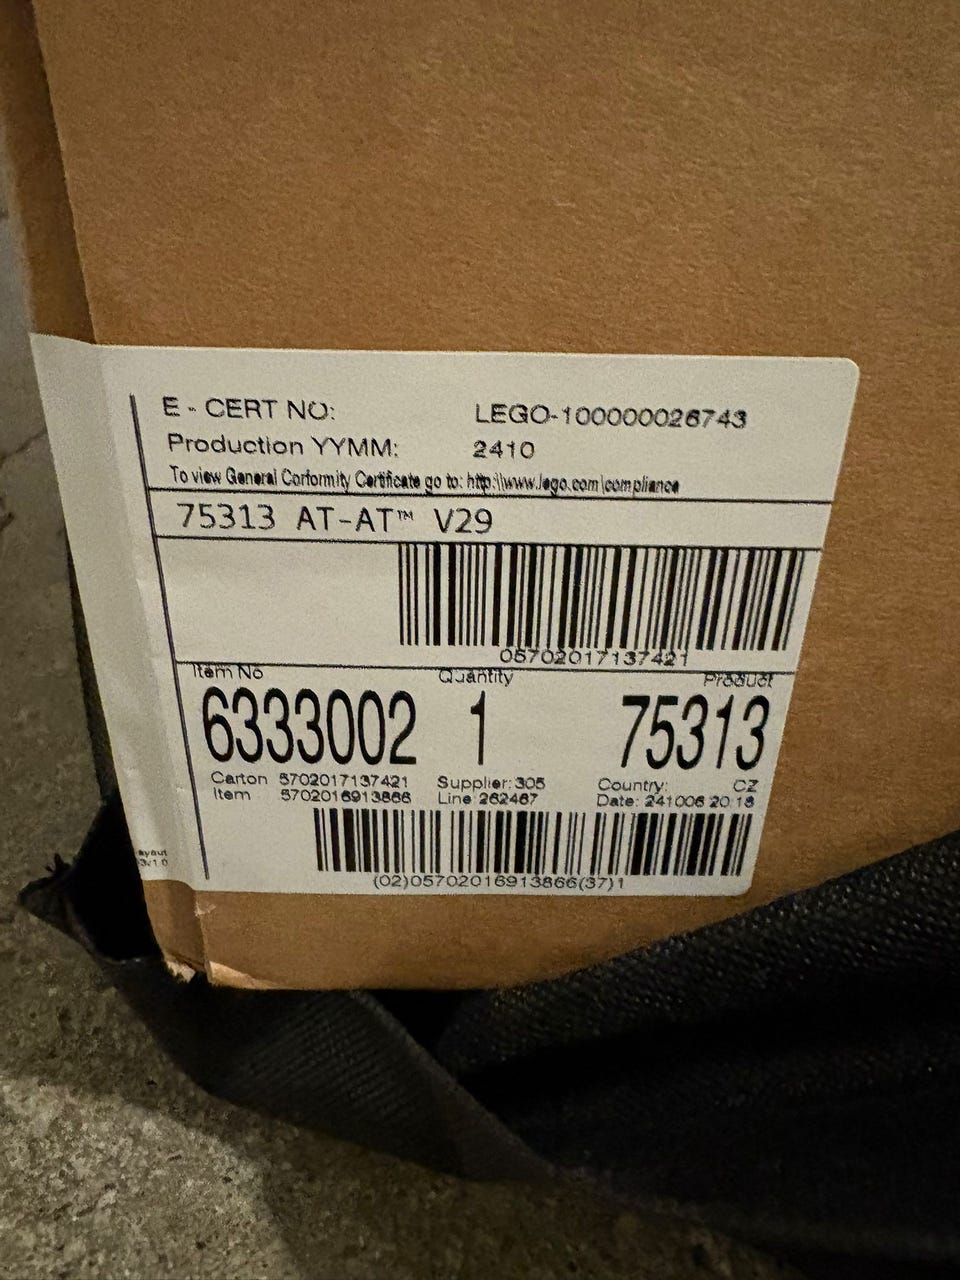 E - CERT NO: LEGO-100000026743
Production YYMM: 2410
To view General Corformity Certificate go to: http:\\www.lego.com\compliance
75313 AT-AT™ V29
05702017137421
Item No Quantity Product
6333002 1 75313
Carton 5702017137421 Supplier: 305 Country: CZ
Item 5702016913866 Line 262467 Date: 241006 20:18
(02)05702016913866(37)1